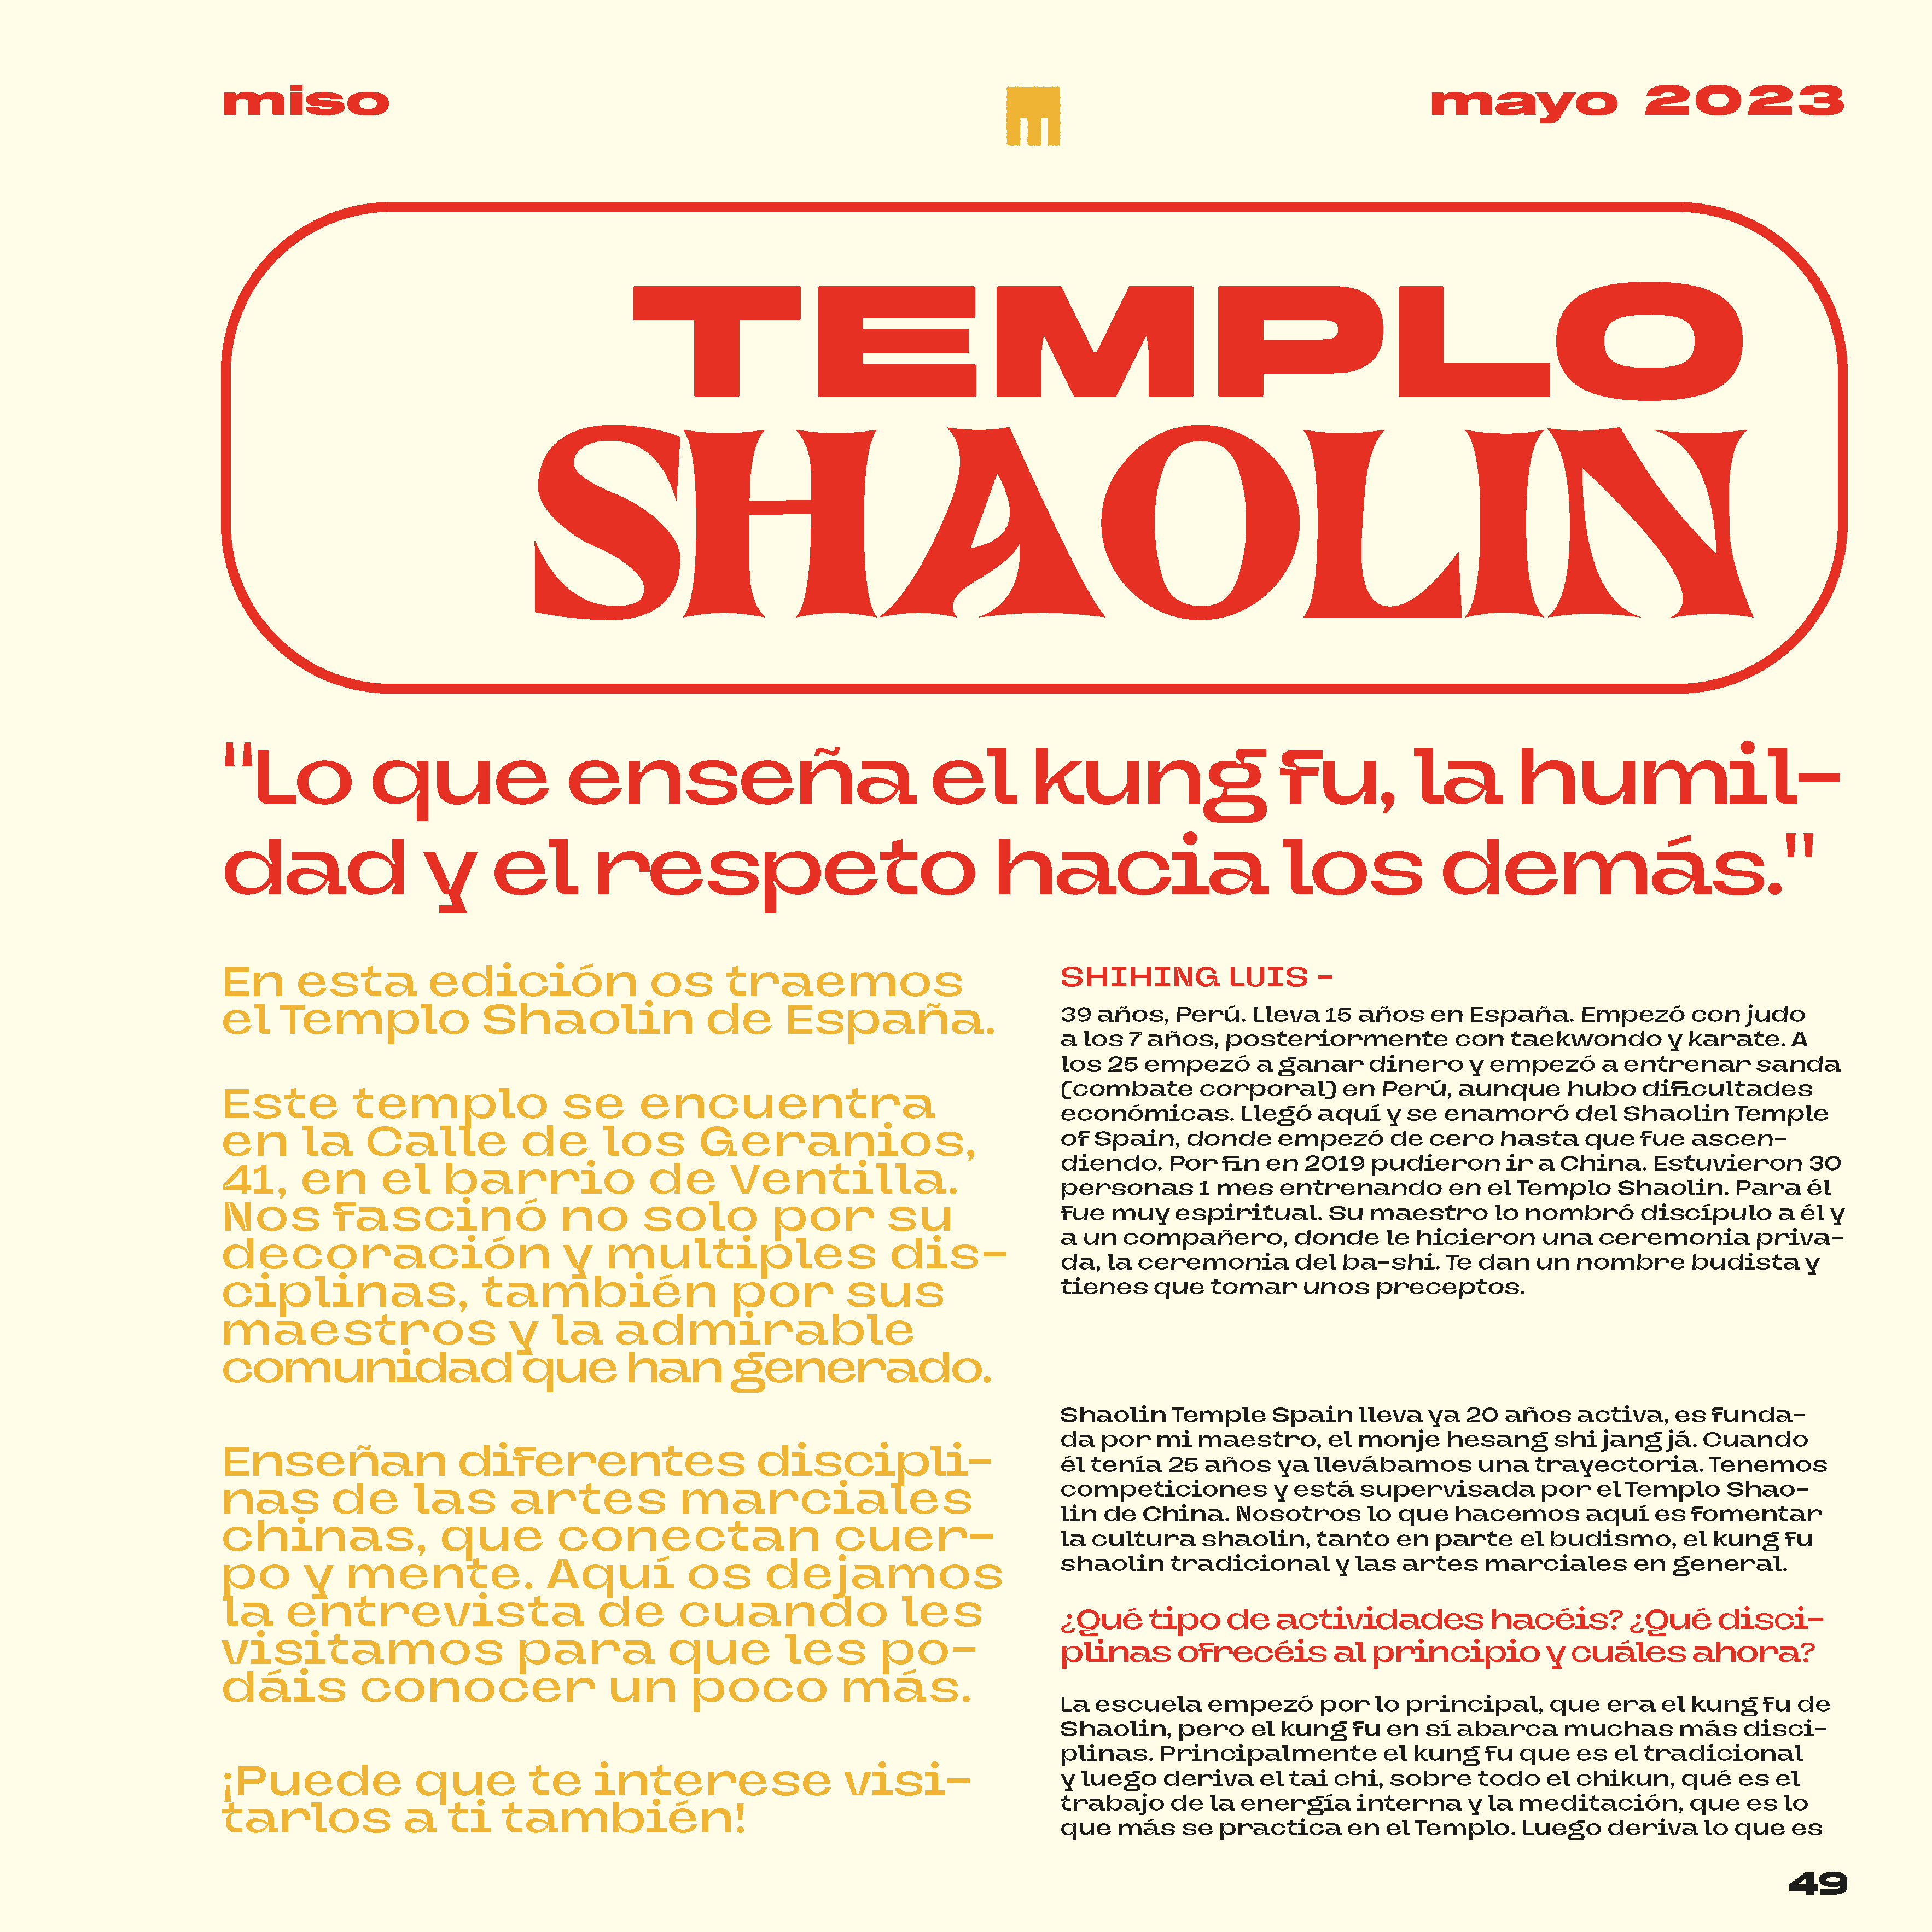 miso
m
mayo 2023
TEMPLO
SHAOLIN
"Lo que enseña el kung fu, la humil-
dad y el respeto hacia los demás."
En esta edición os traemos
el Templo Shaolin de España.
Este templo se encuentra
en la Calle de los Geranios,
41, en el barrio de Ventilla.
Nos fascinó no solo por su
decoración y multiples dis-
ciplinas, también por sus
maestros y la admirable
comunidad que han generado.
Enseñan diferentes discipli-
nas de las artes marciales
chinas, que conectan cuer-
po y mente. Aquí os dejamos
la entrevista de cuando les
visitamos para que les po-
dáis conocer un poco más.
¡Puede que te interese visi-
tarlos a ti también!
SHIHING LUIS -
39 años, Perú. Lleva 15 años en España. Empezó con judo
a los 7 años, posteriormente con taekwondo y karate. A
los 25 empezó a ganar dinero y empezó a entrenar sanda
(combate corporal) en Perú, aunque hubo dificultades
económicas. Llegó aquí y se enamoró del Shaolin Temple
of Spain, donde empezó de cero hasta que fue ascen-
diendo. Por fin en 2019 pudieron ir a China. Estuvieron 30
personas 1 mes entrenando en el Templo Shaolin. Para él
fue muy espiritual. Su maestro lo nombró discípulo a él y
a un compañero, donde le hicieron una ceremonia priva-
da, la ceremonia del ba-shi. Te dan un nombre budista y
tienes que tomar unos preceptos.
Shaolin Temple Spain lleva ya 20 años activa, es funda-
da por mi maestro, el monje hesang shi jang já. Cuando
él tenía 25 años ya llevábamos una trayectoria. Tenemos
competiciones y está supervisada por el Templo Shao-
lin de China. Nosotros lo que hacemos aquí es fomentar
la cultura shaolin, tanto en parte el budismo, el kung fu
shaolin tradicional y las artes marciales en general.
¿Qué tipo de actividades hacéis? ¿Qué disci-
plinas ofrecéis al principio y cuáles ahora?
La escuela empezó por lo principal, que era el kung fu de
Shaolin, pero el kung fu en sí abarca muchas más disci-
plinas. Principalmente el kung fu que es el tradicional
y luego deriva el tai chi, sobre todo el chikun, qué es el
trabajo de la energía interna y la meditación, que es lo
que más se practica en el Templo. Luego deriva lo que es
49